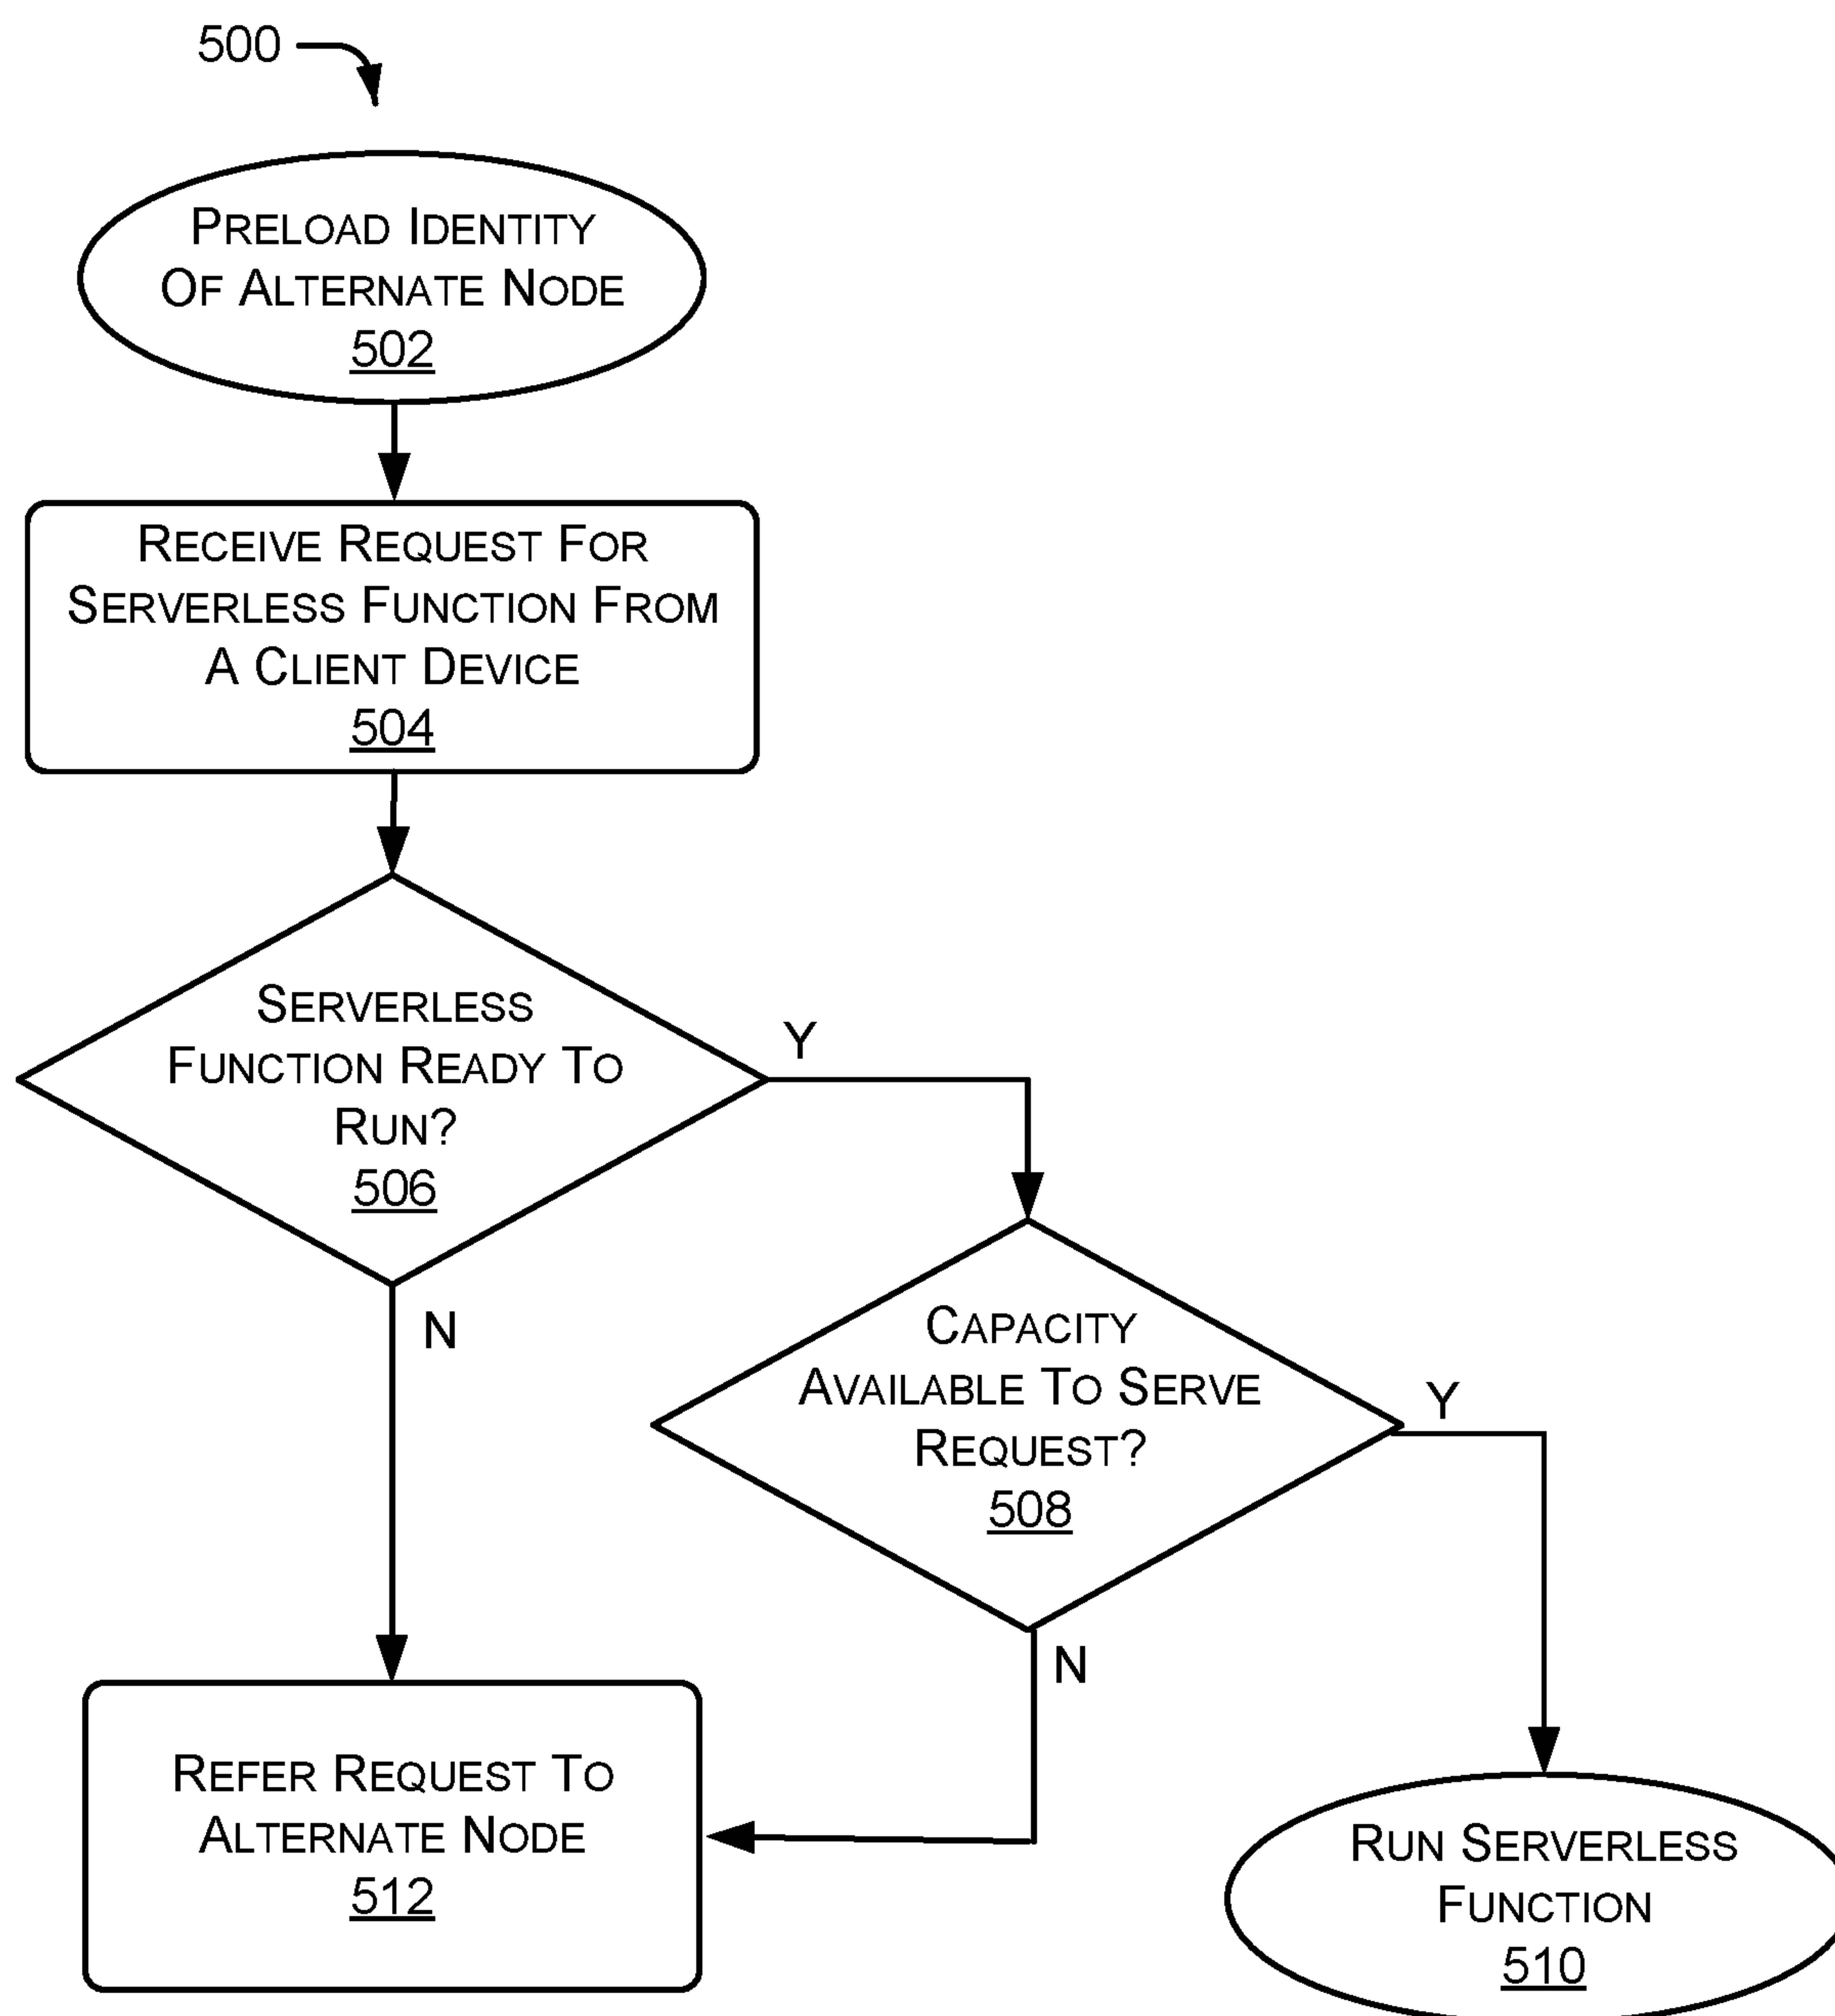 500
PRELOAD IDENTITY
OF ALTERNATE NODE
502
RECEIVE REQUEST FOR
SERVERLESS FUNCTION FROM
A CLIENT DEVICE
504
SERVERLESS
FUNCTION READY TO
RUN?
506
Y
N
CAPACITY
AVAILABLE TO SERVE
REQUEST?
508
Y
N
REFER REQUEST TO
ALTERNATE NODE
512
RUN SERVERLESS
FUNCTION
510